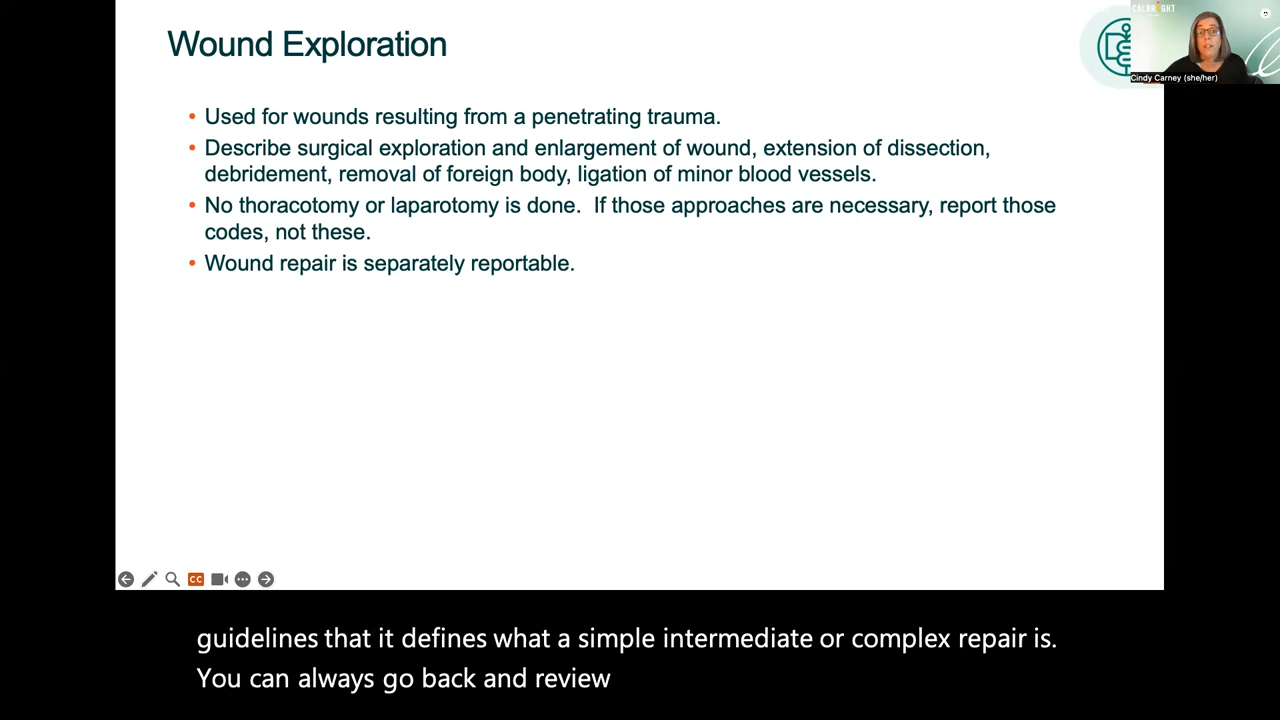 Wound Exploration
CALBRIGHT
Cindy Carney (she/her)
• Used for wounds resulting from a penetrating trauma.
• Describe surgical exploration and enlargement of wound, extension of dissection,
debridement, removal of foreign body, ligation of minor blood vessels.
• No thoracotomy or laparotomy is done.  If those approaches are necessary, report those
codes, not these.
• Wound repair is separately reportable.
CC
guidelines that it defines what a simple intermediate or complex repair is.
You can always go back and review